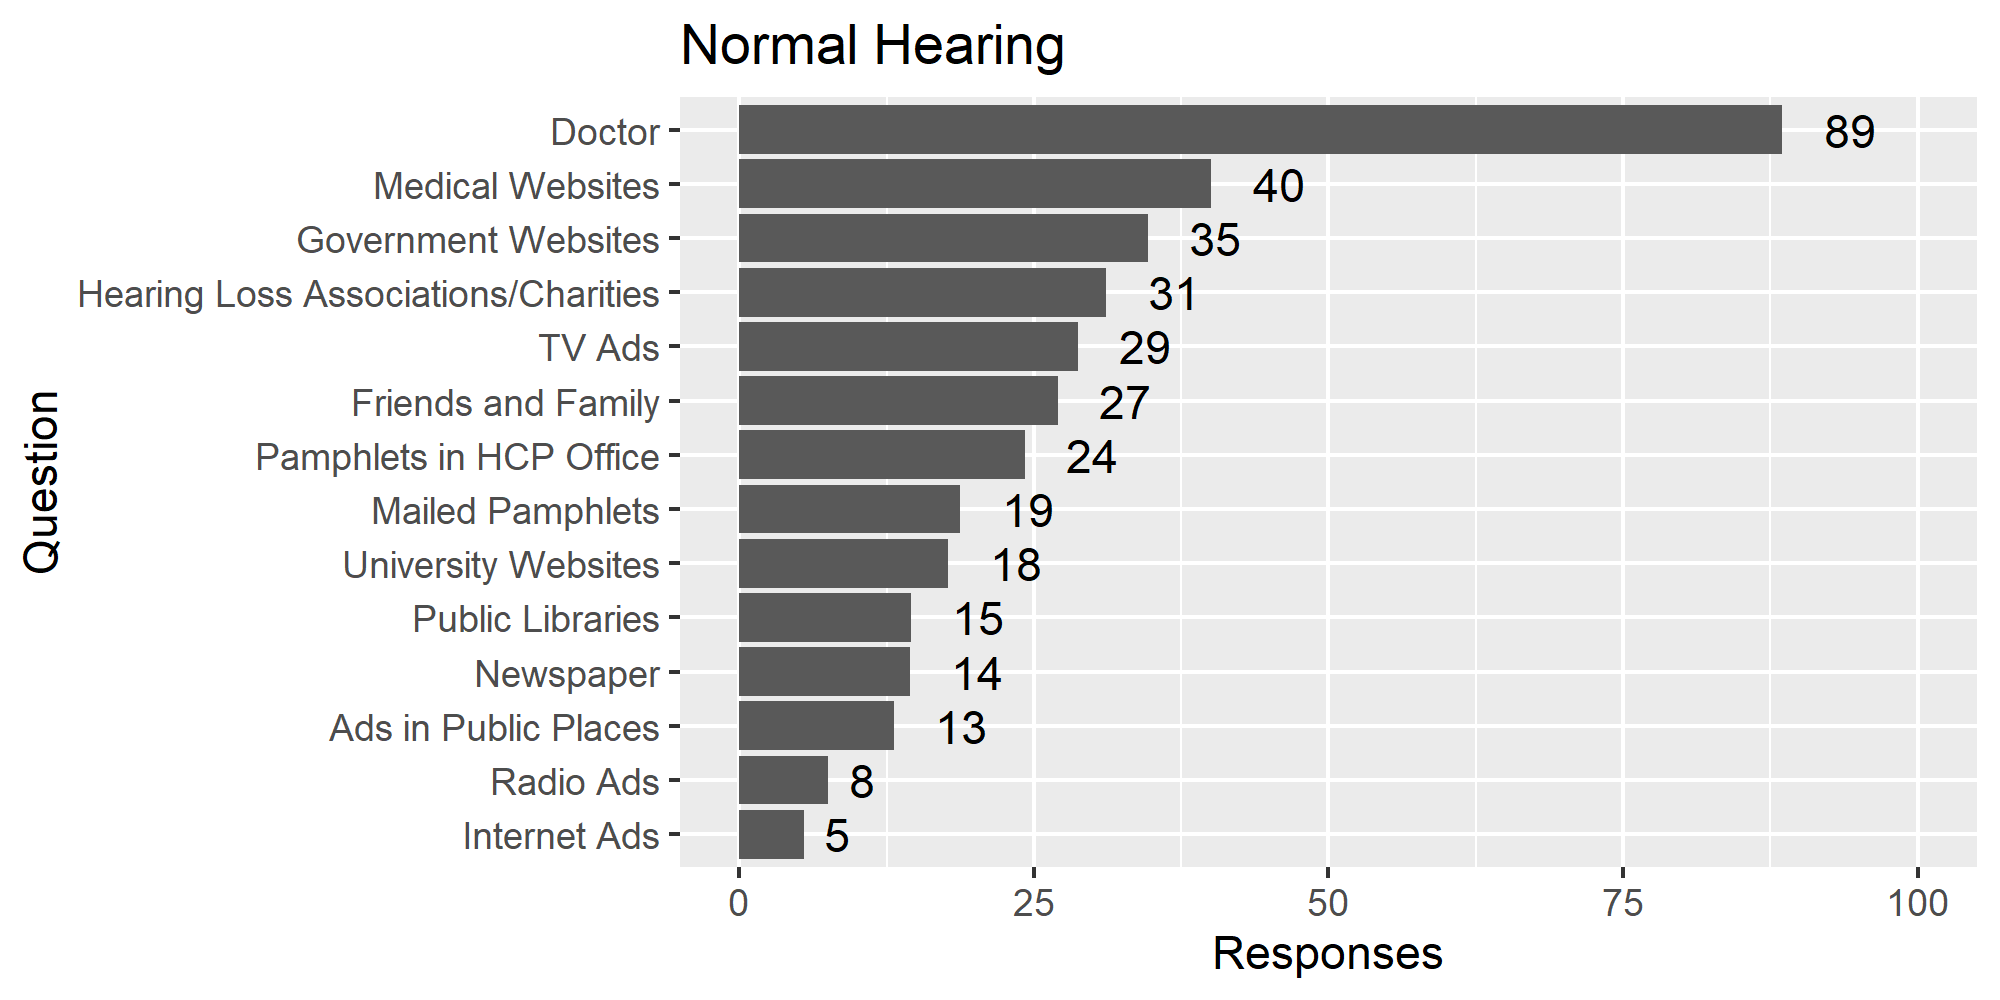 Normal Hearing
Question
Doctor 89
Medical Websites 40
Government Websites 35
Hearing Loss Associations/Charities 31
TV Ads 29
Friends and Family 27
Pamphlets in HCP Office 24
Mailed Pamphlets 19
University Websites 18
Public Libraries 15
Newspaper 14
Ads in Public Places 13
Radio Ads 8
Internet Ads 5
0 25 50 75 100
Responses